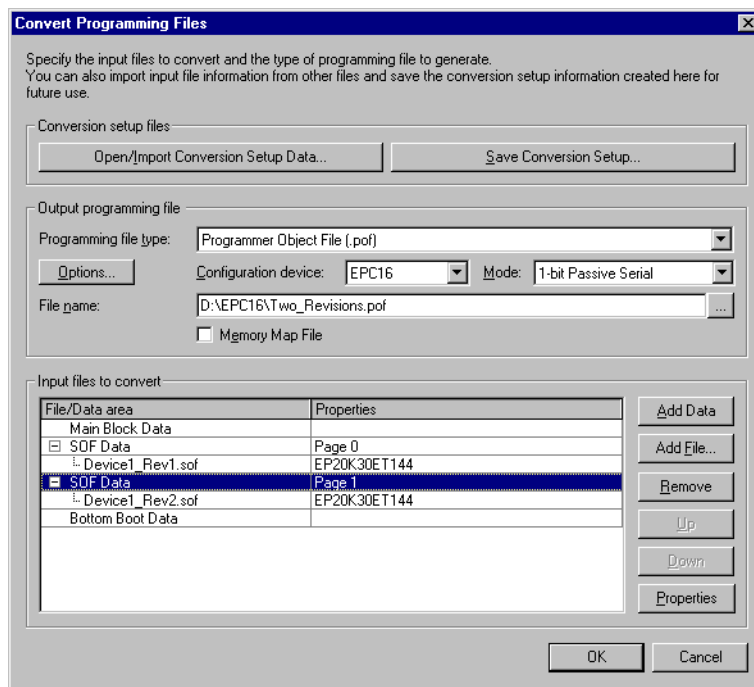 Convert Programming Files
Specify the input files to convert and the type of programming file to generate.
You can also import input file information from other files and save the conversion setup information created here for
future use.
Conversion setup files
Open/Import Conversion Setup Data...
Save Conversion Setup...
Output programming file
Programming file type:
Programmer Object File (.pof)
Options...
Configuration device:
EPC16
Mode:
1-bit Passive Serial
File name:
D:\EPC16\Two_Revisions.pof
...
Memory Map File
Input files to convert
File/Data area
Properties
Main Block Data
SOF Data
Page 0
Device1_Rev1.sof
EP20K30ET144
SOF Data
Page 1
Device1_Rev2.sof
EP20K30ET144
Bottom Boot Data
Add Data
Add File...
Remove
Up
Down
Properties
OK
Cancel